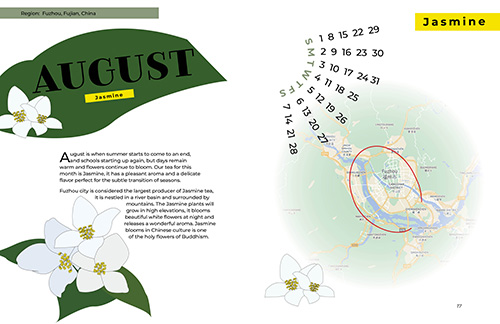 Region: Fuzhou, Fujian, China
AUGUST
Jasmine
August is when summer starts to come to an end,
and schools starting up again, but days remain
warm and flowers continue to bloom. Our tea for this
month is Jasmine, it has a pleasant aroma and a delicate
flavor perfect for the subtle transition of seasons.
Fuzhou city is considered the largest producer of Jasmine tea,
it is nestled in a river basin and surrounded by
mountains. The Jasmine plants will
grow in high elevations, it blooms
beautiful white flowers at night and
releases a wonderful aroma. Jasmine
blooms in Chinese culture is one
of the holy flowers of Buddhism.
Jasmine
S 1 8 15 22 29
M 2 9 16 23 30
T 3 10 17 24 31
W 4 11 18 25
T 5 12 19 26
F 6 13 20 27
S 7 14 21 28
Fuzhou
福州市
17